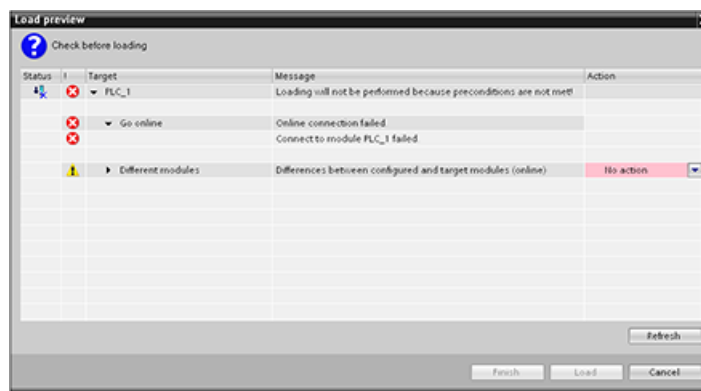 Load preview
Check before loading
Status ! Target Message Action
PLC_1 Loading will not be performed because preconditions are not met!
Go online Online connection failed
Connect to module PLC_1 failed
Different modules Differences between configured and target modules (online) No action
Refresh
Finish Load Cancel